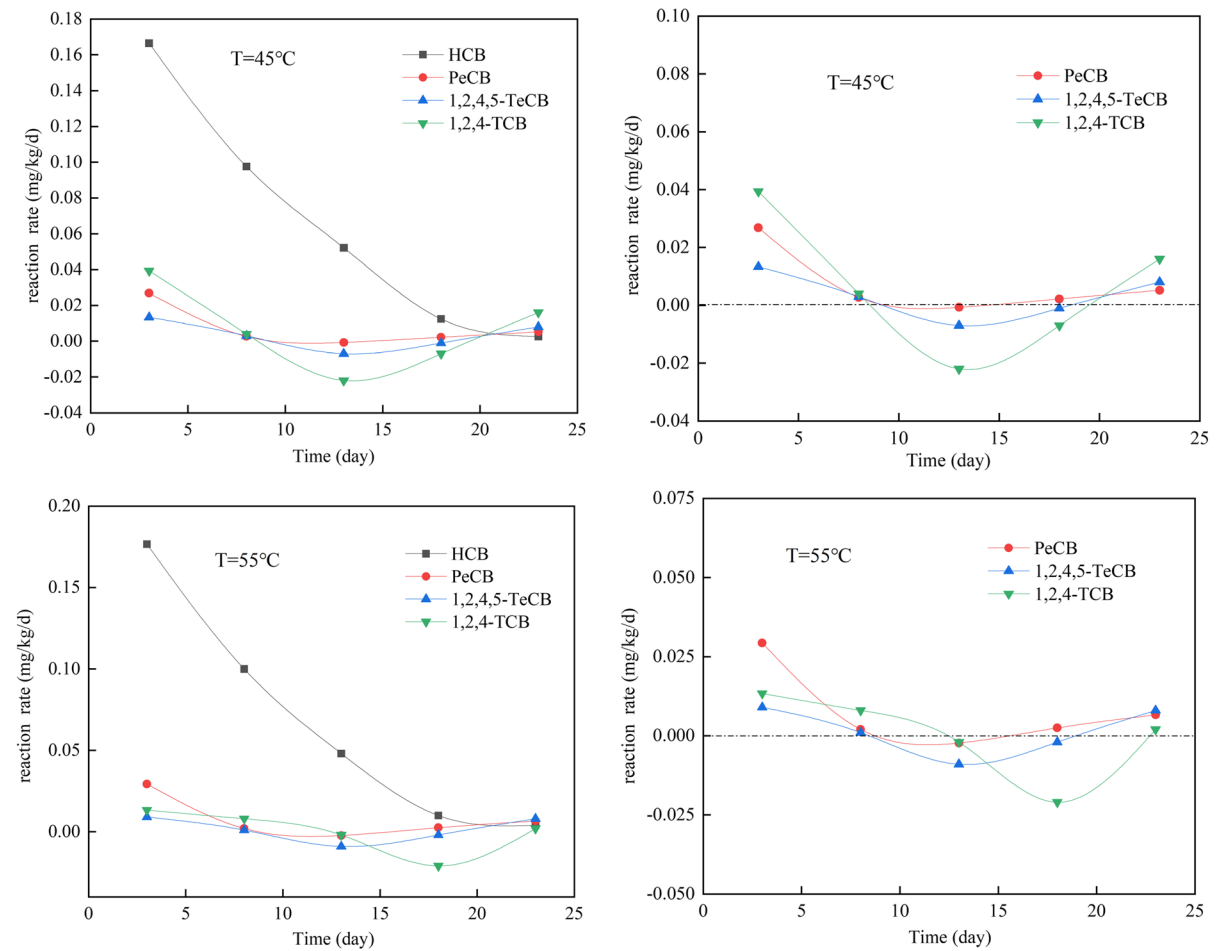 0.18
0.16
0.14
0.12
0.10
0.08
0.06
0.04
0.02
0.00
-0.02
-0.04
reaction rate (mg/kg/d)
T=45℃
HCB
PeCB
1,2,4,5-TeCB
1,2,4-TCB
0 5 10 15 20 25
Time (day)
0.10
0.08
0.06
0.04
0.02
0.00
-0.02
-0.04
reaction rate (mg/kg/d)
T=45℃
PeCB
1,2,4,5-TeCB
1,2,4-TCB
0 5 10 15 20 25
Time (day)
0.20
0.15
0.10
0.05
0.00
reaction rate (mg/kg/d)
T=55℃
HCB
PeCB
1,2,4,5-TeCB
1,2,4-TCB
0 5 10 15 20 25
Time (day)
0.075
0.050
0.025
0.000
-0.025
-0.050
reaction rate (mg/kg/d)
T=55℃
PeCB
1,2,4,5-TeCB
1,2,4-TCB
0 5 10 15 20 25
Time (day)